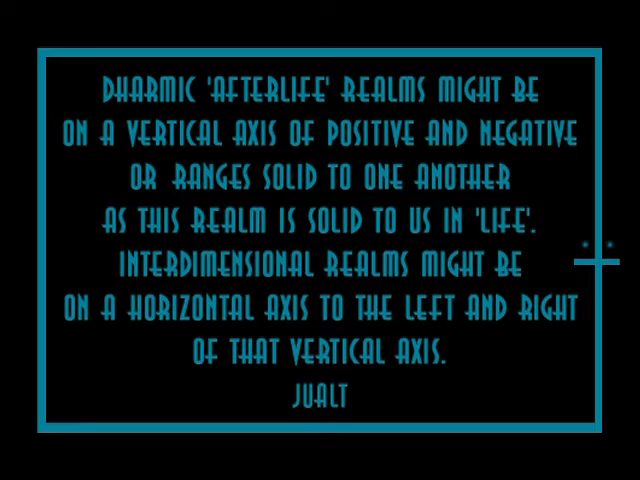 DHARMIC 'AFTERLIFE' REALMS MIGHT BE
ON A VERTICAL AXIS OF POSITIVE AND NEGATIVE
OR RANGES SOLID TO ONE ANOTHER
AS THIS REALM IS SOLID TO US IN 'LIFE'.
INTERDIMENSIONAL REALMS MIGHT BE
ON A HORIZONTAL AXIS TO THE LEFT AND RIGHT
OF THAT VERTICAL AXIS.
JUALT